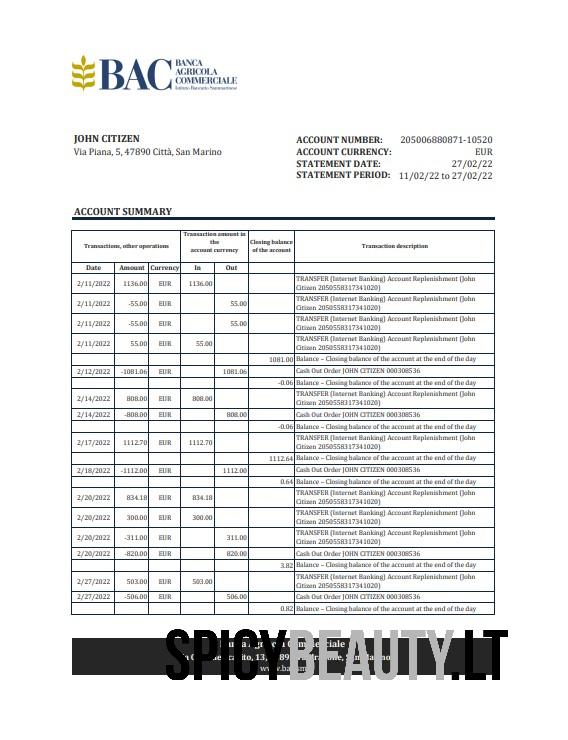 BAC BANCA
AGRICOLA
COMMERCIALE
Istituto Bancario Sammarinese
JOHN CITIZEN
Via Piana, 5, 47890 Città, San Marino
ACCOUNT NUMBER: 205006880871-10520
ACCOUNT CURRENCY: EUR
STATEMENT DATE: 27/02/22
STATEMENT PERIOD: 11/02/22 to 27/02/22
ACCOUNT SUMMARY
Transactions, other operations
Transaction amount in
the
account currency
Closing balance
of the account
Transaction description
Date Amount Currency In Out
2/11/2022 1136.00 EUR 1136.00 TRANSFER (Internet Banking) Account Replenishment (John
Citizen 2050558317341020)
2/11/2022 -55.00 EUR 55.00 TRANSFER (Internet Banking) Account Replenishment (John
Citizen 2050558317341020)
2/11/2022 -55.00 EUR 55.00 TRANSFER (Internet Banking) Account Replenishment (John
Citizen 2050558317341020)
2/11/2022 55.00 EUR 55.00 TRANSFER (Internet Banking) Account Replenishment (John
Citizen 2050558317341020)
1081.00 Balance – Closing balance of the account at the end of the day
2/12/2022 -1081.06 EUR 1081.06 Cash Out Order JOHN CITIZEN 000308536
-0.06 Balance – Closing balance of the account at the end of the day
2/14/2022 808.00 EUR 808.00 TRANSFER (Internet Banking) Account Replenishment (John
Citizen 2050558317341020)
2/14/2022 -808.00 EUR 808.00 Cash Out Order JOHN CITIZEN 000308536
-0.06 Balance – Closing balance of the account at the end of the day
2/17/2022 1112.70 EUR 1112.70 TRANSFER (Internet Banking) Account Replenishment (John
Citizen 2050558317341020)
1112.64 Balance – Closing balance of the account at the end of the day
2/18/2022 -1112.00 EUR 1112.00 Cash Out Order JOHN CITIZEN 000308536
0.64 Balance – Closing balance of the account at the end of the day
2/20/2022 834.18 EUR 834.18 TRANSFER (Internet Banking) Account Replenishment (John
Citizen 2050558317341020)
2/20/2022 300.00 EUR 300.00 TRANSFER (Internet Banking) Account Replenishment (John
Citizen 2050558317341020)
2/20/2022 -311.00 EUR 311.00 TRANSFER (Internet Banking) Account Replenishment (John
Citizen 2050558317341020)
2/20/2022 -820.00 EUR 820.00 Cash Out Order JOHN CITIZEN 000308536
3.82 Balance – Closing balance of the account at the end of the day
2/27/2022 503.00 EUR 503.00 TRANSFER (Internet Banking) Account Replenishment (John
Citizen 2050558317341020)
2/27/2022 -506.00 EUR 506.00 Cash Out Order JOHN CITIZEN 000308536
0.82 Balance – Closing balance of the account at the end of the day
SPICYBEAUTY.LT